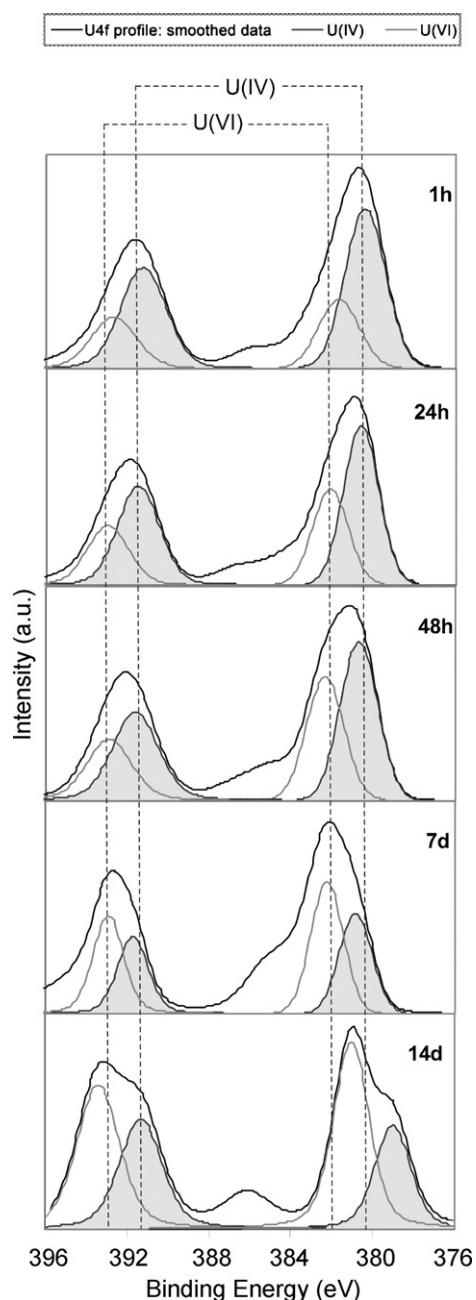 U4f profile: smoothed data U(IV) U(VI)
U(IV)
U(VI)
1h
24h
48h
7d
14d
Intensity (a.u.)
396 392 388 384 380 376
Binding Energy (eV)